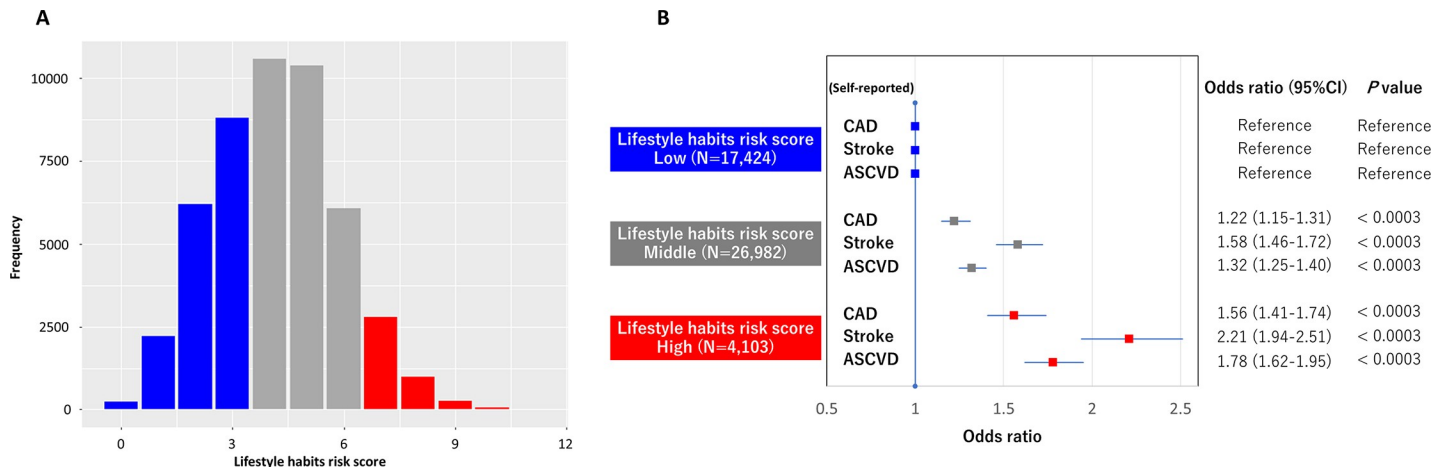 A
10000
7500
5000
2500
0
Frequency
0 3 6 9 12
Lifestyle habits risk score
B
(Self-reported) Odds ratio (95%CI) P value
Lifestyle habits risk score
Low (N=17,424)
CAD Reference Reference
Stroke Reference Reference
ASCVD Reference Reference
Lifestyle habits risk score
Middle (N=26,982)
CAD 1.22 (1.15-1.31) < 0.0003
Stroke 1.58 (1.46-1.72) < 0.0003
ASCVD 1.32 (1.25-1.40) < 0.0003
Lifestyle habits risk score
High (N=4,103)
CAD 1.56 (1.41-1.74) < 0.0003
Stroke 2.21 (1.94-2.51) < 0.0003
ASCVD 1.78 (1.62-1.95) < 0.0003
0.5 1 1.5 2 2.5
Odds ratio